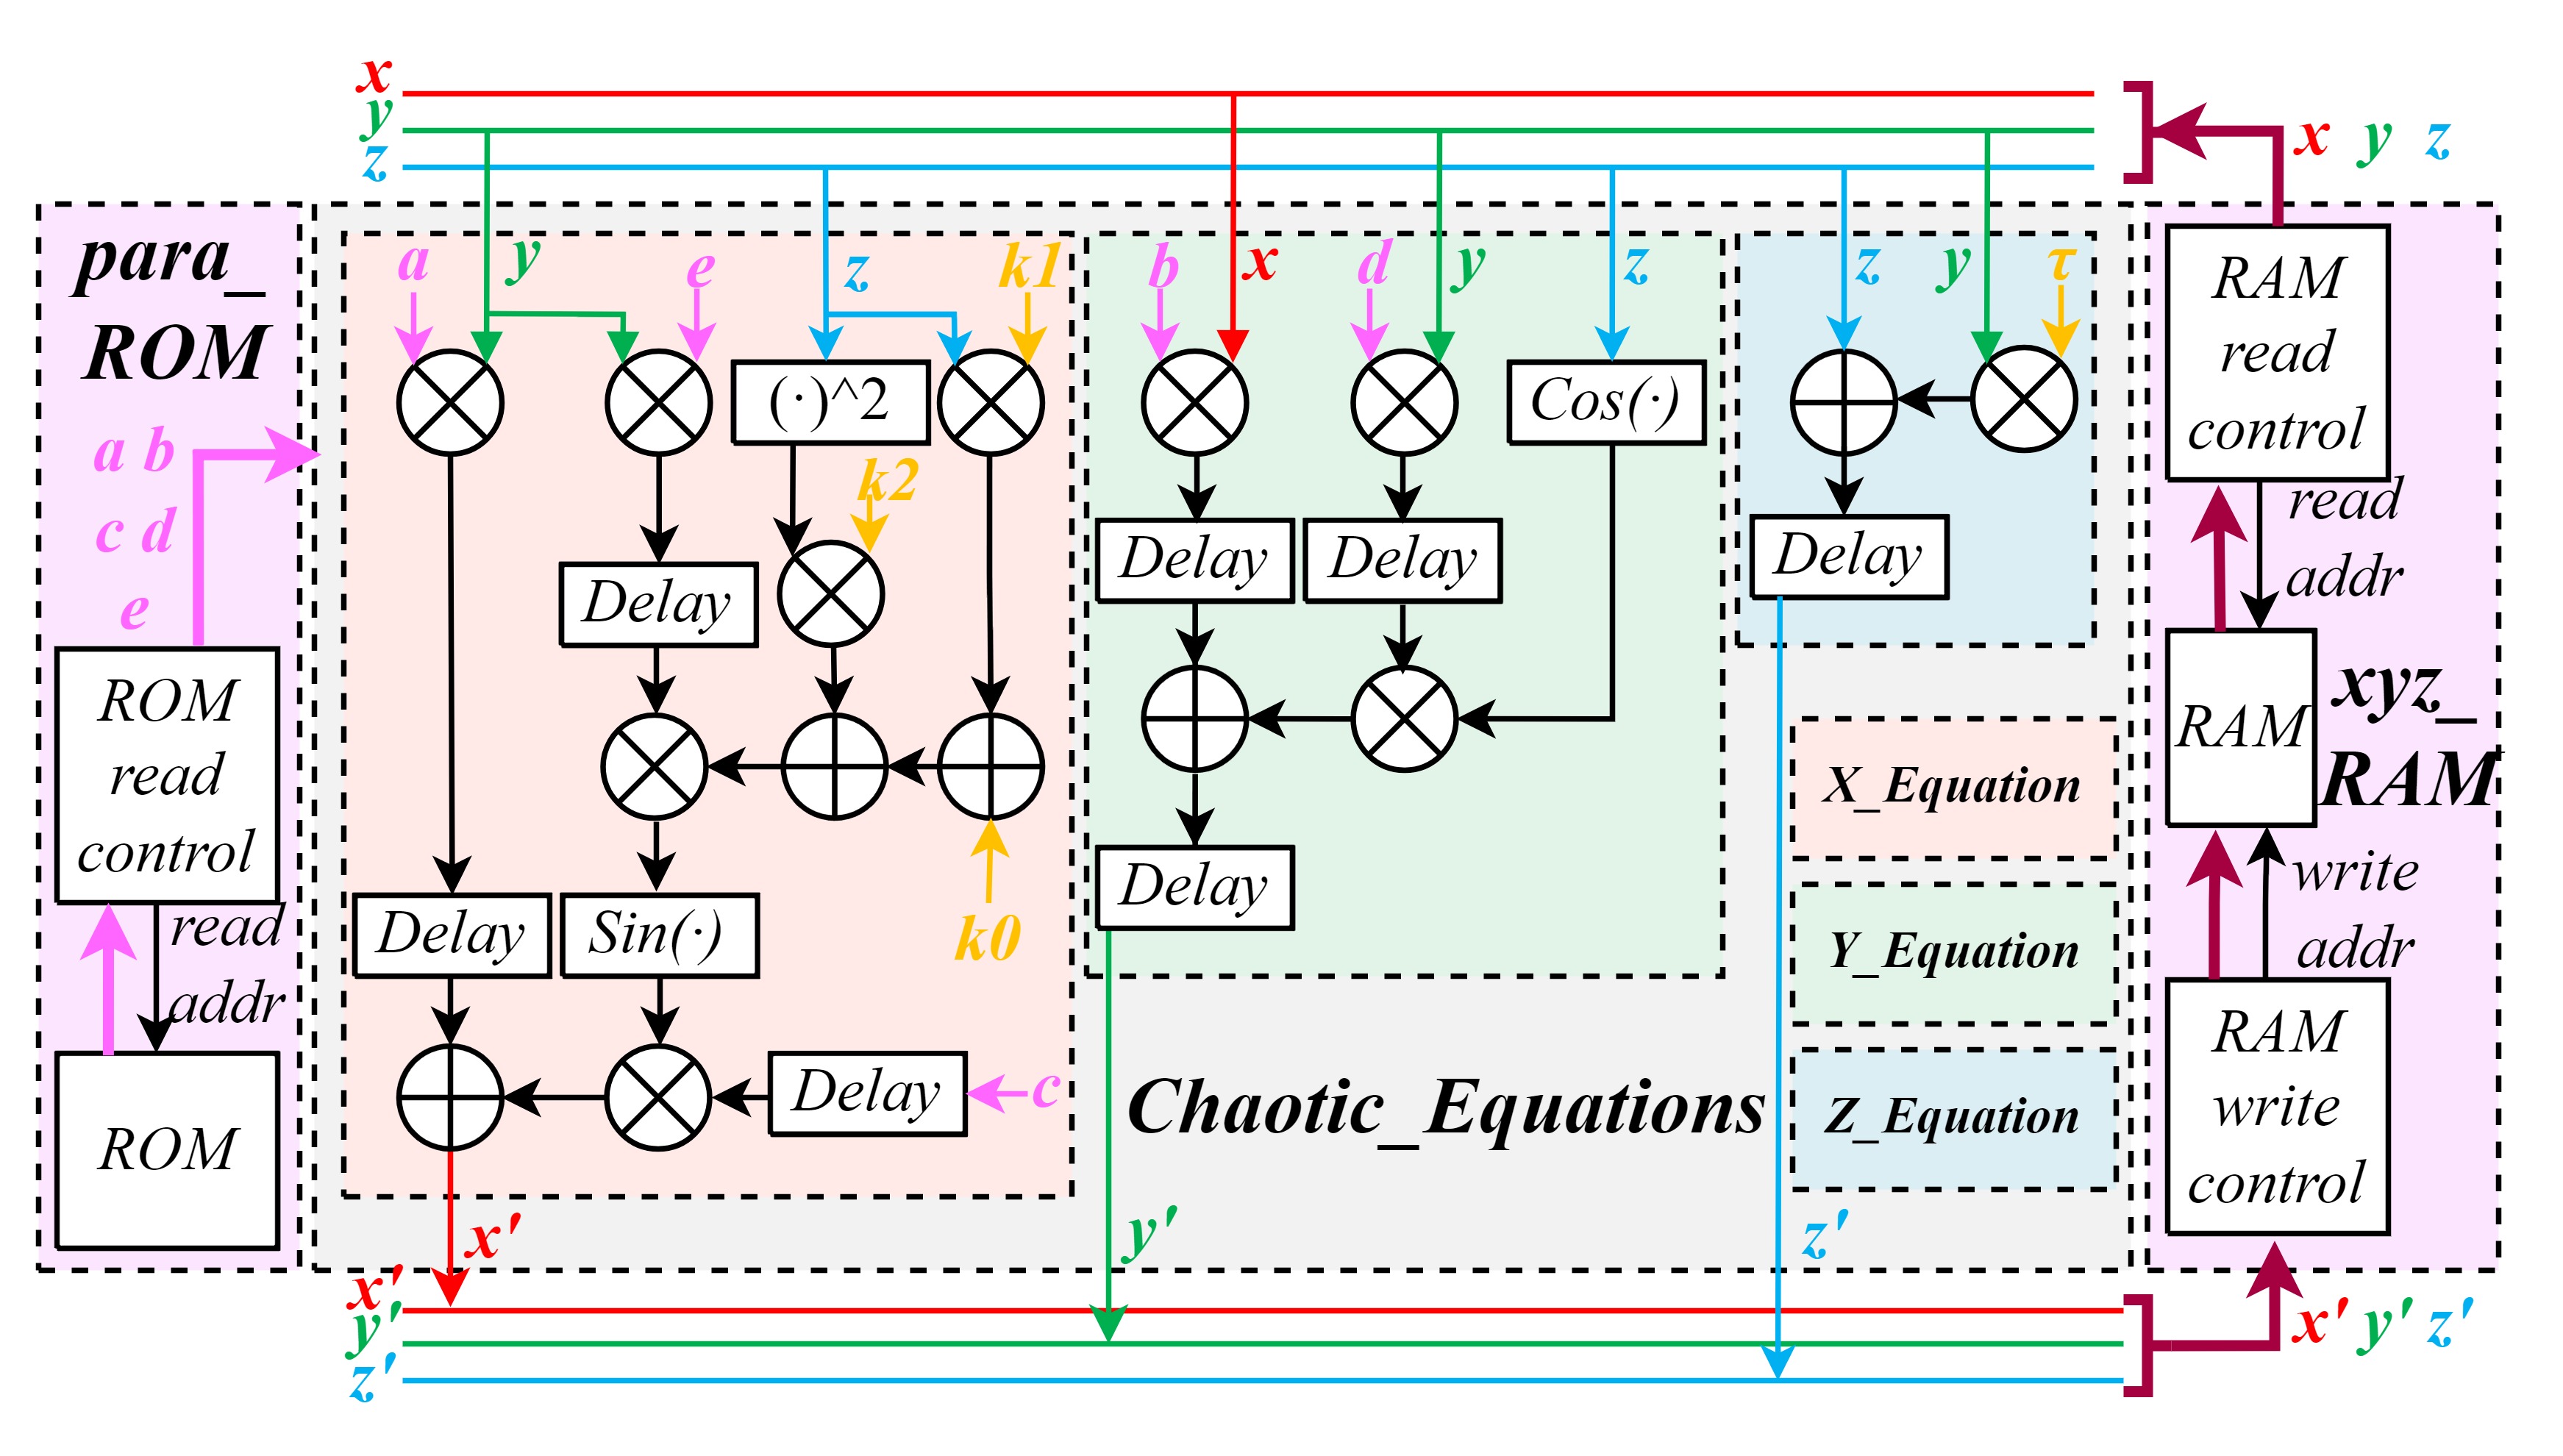 x
y
z
x y z
para_
ROM
a b
c d
e
ROM
read
control
read
addr
ROM
a
y
e
z
k1
(·)^2
k2
Delay
Delay
Sin(·)
k0
Delay
c
b
x
d
y
z
Cos(·)
Delay
Delay
Delay
z
y
τ
Delay
X_Equation
Y_Equation
Z_Equation
Chaotic_Equations
RAM
read
control
read
addr
RAM
xyz_
RAM
write
addr
RAM
write
control
x'
y'
z'
x'
y'
z'
x' y' z'